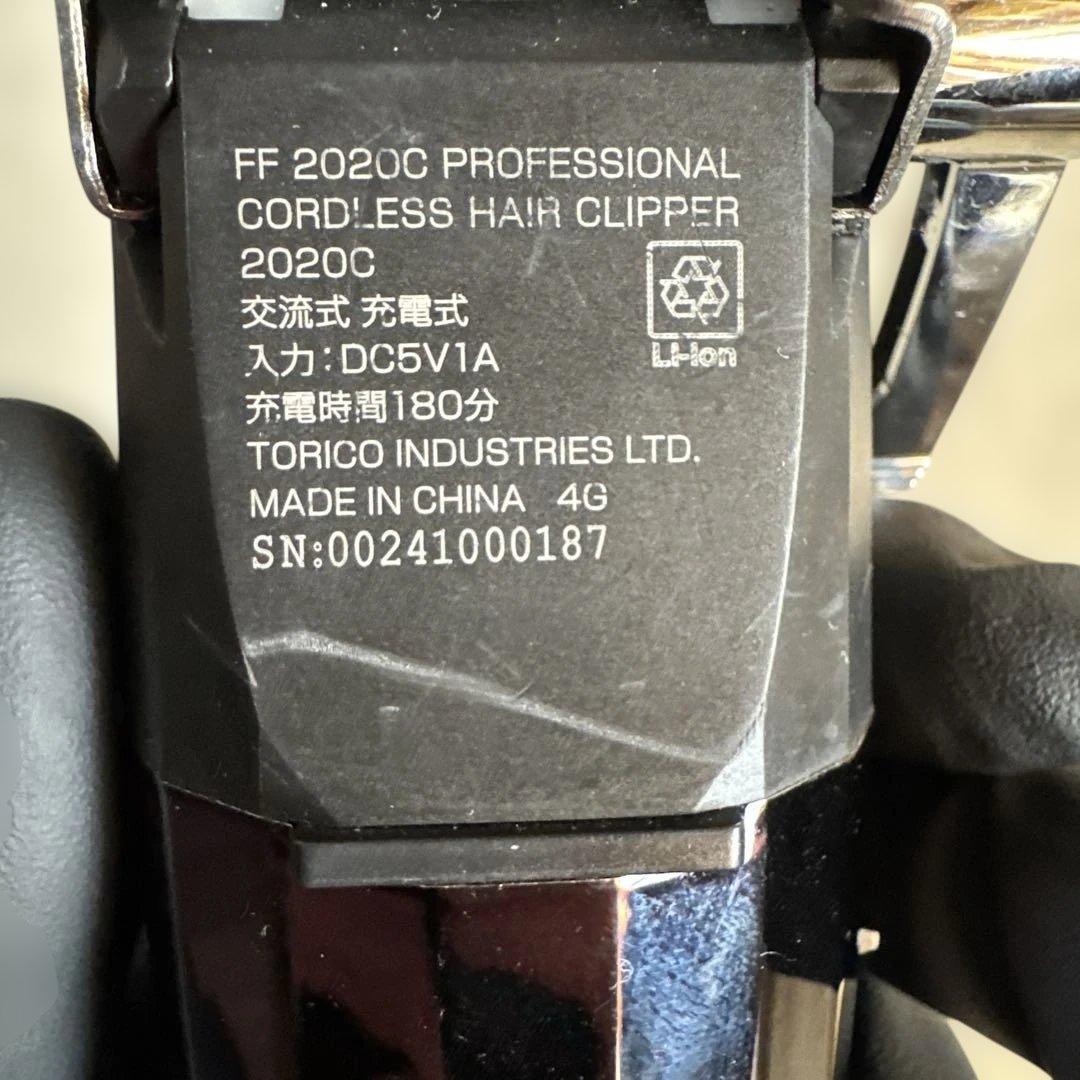 FF 2020C PROFESSIONAL
CORDLESS HAIR CLIPPER
2020C
交流式 充電式
入力:DC5V1A
充電時間180分
Li-Ion
TORICO INDUSTRIES LTD.
MADE IN CHINA 4G
SN:00241000187